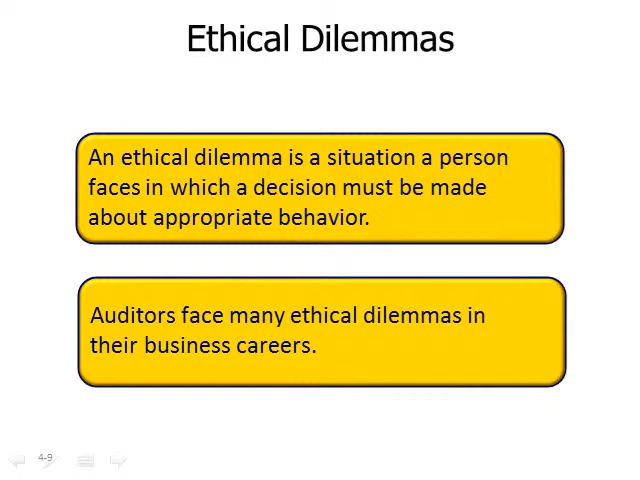 Ethical Dilemmas
An ethical dilemma is a situation a person
faces in which a decision must be made
about appropriate behavior.
Auditors face many ethical dilemmas in
their business careers.
4-9